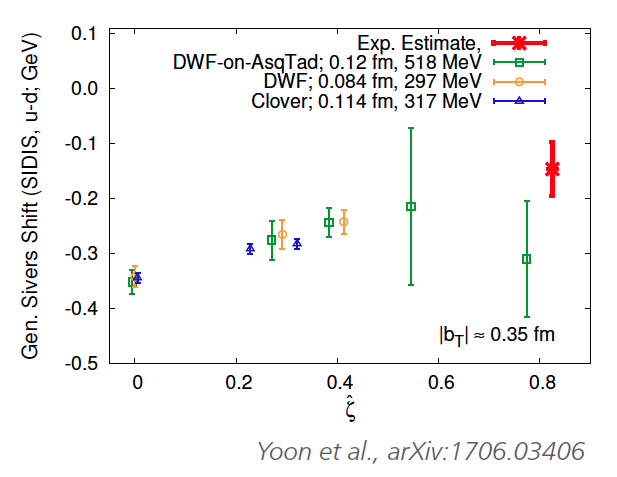 0.1
0.0
-0.1
-0.2
-0.3
-0.4
-0.5
Gen. Sivers Shift (SIDIS, u-d; GeV)
Exp. Estimate,
DWF-on-AsqTad; 0.12 fm, 518 MeV
DWF; 0.084 fm, 297 MeV
Clover; 0.114 fm, 317 MeV
|bT| ≈ 0.35 fm
0 0.2 0.4 0.6 0.8
ζ̂
Yoon et al., arXiv:1706.03406